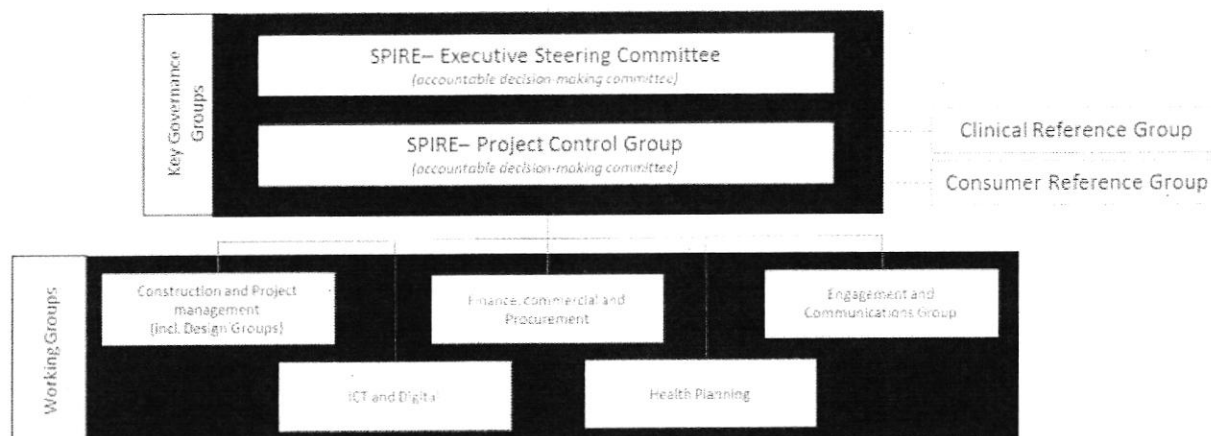 Key Governance
Groups
SPIRE– Executive Steering Committee
(accountable decision-making committee)
SPIRE– Project Control Group
(accountable decision-making committee)
Clinical Reference Group
Consumer Reference Group
Working Groups
Construction and Project
management
(incl. Design Groups)
Finance, commercial and
Procurement
Engagement and
Communications Group
ICT and Digital
Health Planning